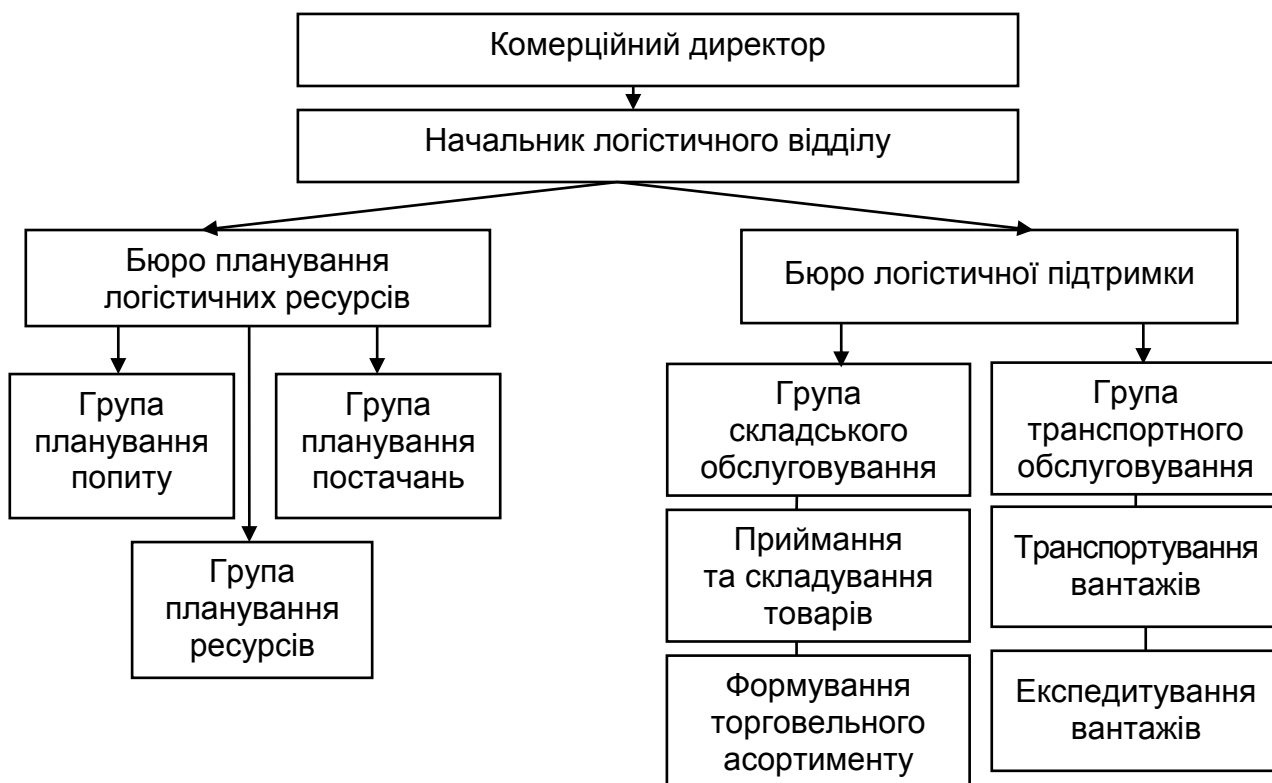 Комерційний директор
Начальник логістичного відділу
Бюро планування
логістичних ресурсів
Бюро логістичної підтримки
Група
планування
попиту
Група
планування
постачань
Група
планування
ресурсів
Група
складського
обслуговування
Група
транспортного
обслуговування
Приймання
та складування
товарів
Транспортування
вантажів
Формування
торговельного
асортименту
Експедитування
вантажів